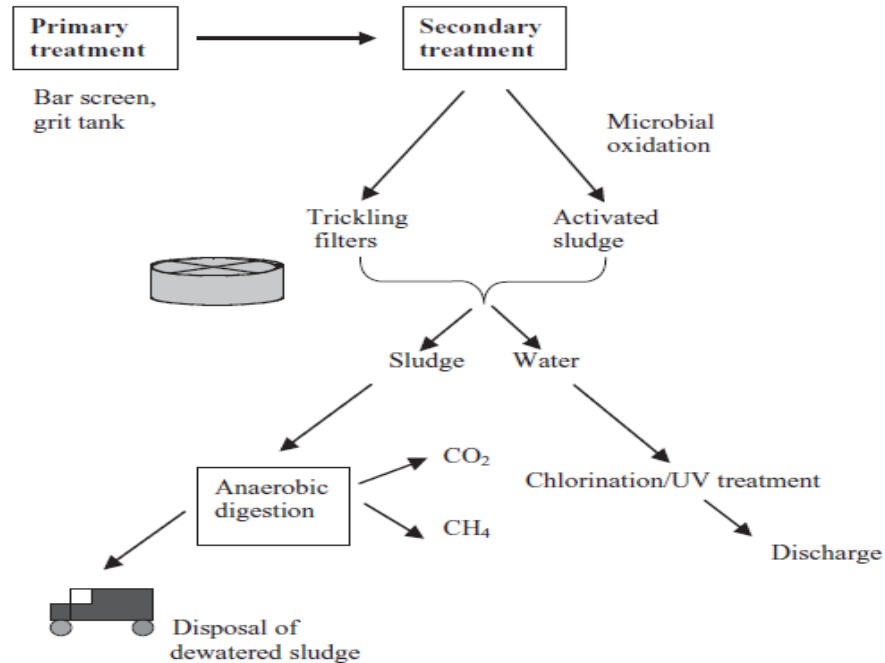 Primary
treatment
Secondary
treatment
Bar screen,
grit tank
Microbial
oxidation
Trickling
filters
Activated
sludge
Sludge
Water
CO₂
Anaerobic
digestion
Chlorination/UV treatment
CH₄
Discharge
Disposal of
dewatered sludge